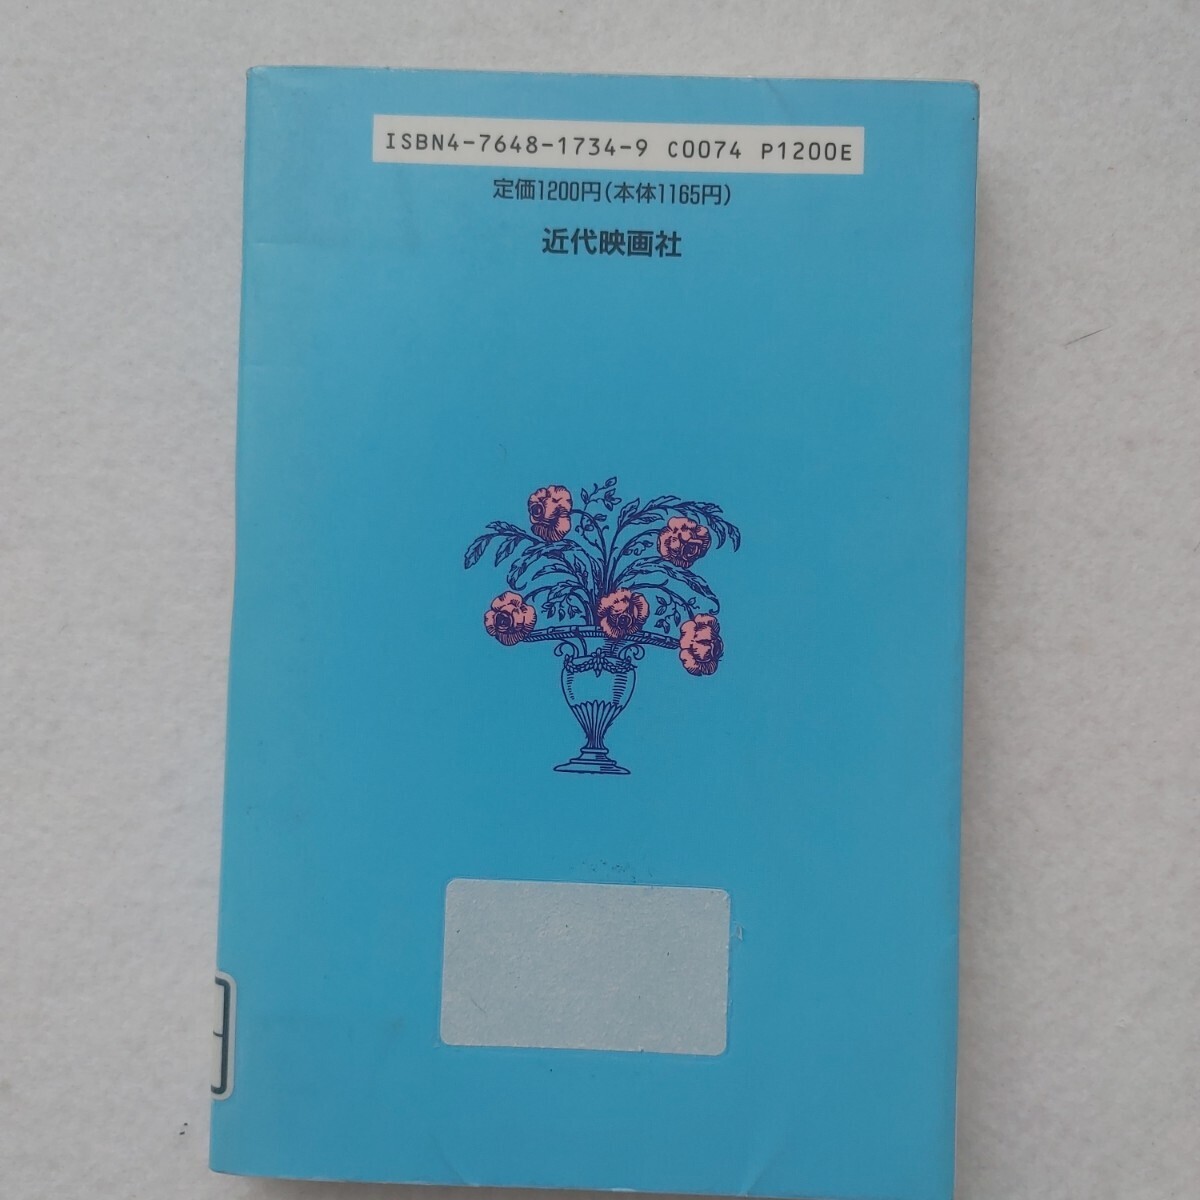 ISBN4-7648-1734-9 C0074 P1200E
定価1200円(本体1165円)
近代映画社